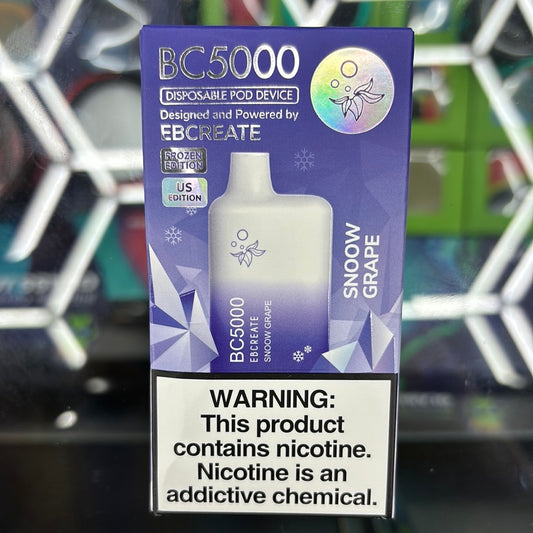 BC5000
DISPOSABLE POD DEVICE
Designed and Powered by
EBCREATE
FROZEN
EDITION
US
EDITION
SNOOW
GRAPE
BC5000
EBCREATE
SNOOW GRAPE
WARNING:
This product
contains nicotine.
Nicotine is an
addictive chemical.